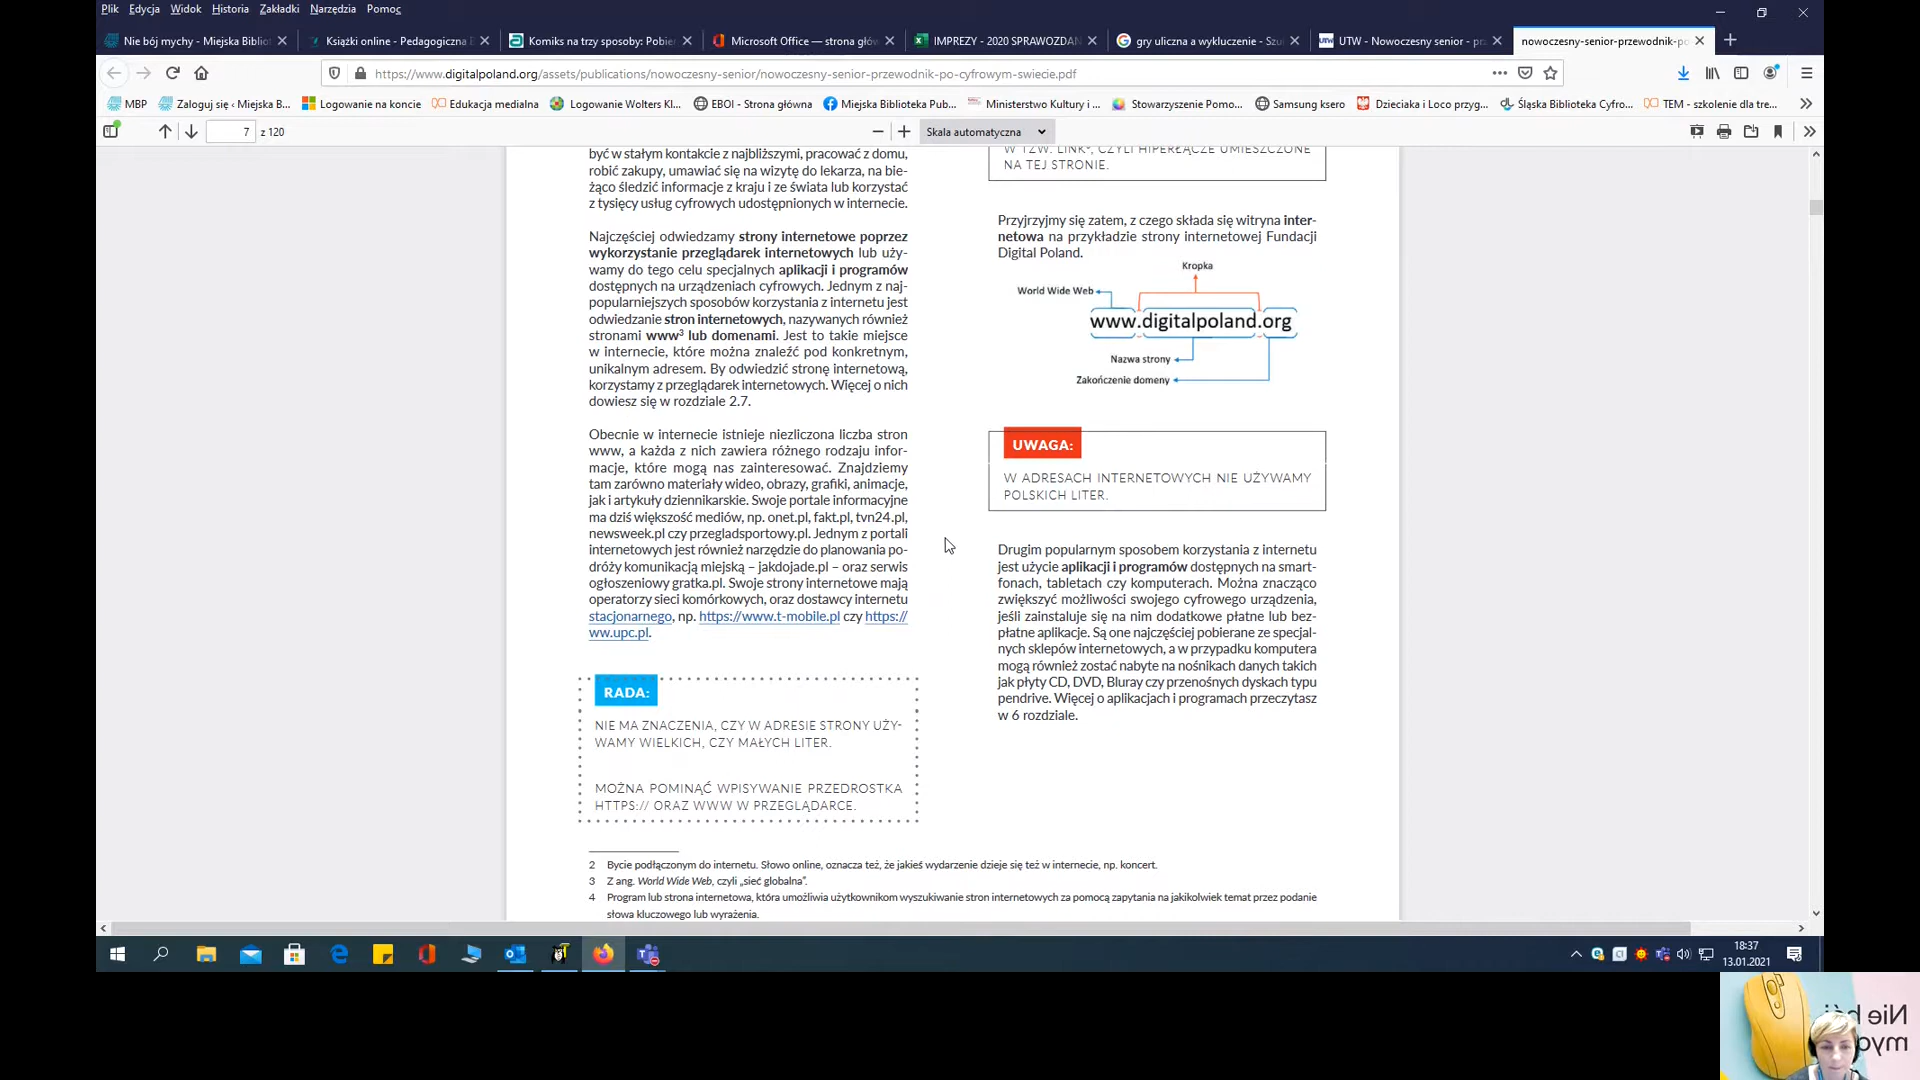 Plik Edycja Widok Historia Zakładki Narzędzia Pomoc
Nie bój mychy - Miejska Bibliot
Książki online - Pedagogiczna B
Komiks na trzy sposoby: Pobier
Microsoft Office — strona głów
IMPREZY - 2020 SPRAWOZDAN
gry uliczna a wykluczenie - Szu
UTW - Nowoczesny senior - prz
nowoczesny-senior-przewodnik-po
https://www.digitalpoland.org/assets/publications/nowoczesny-senior/nowoczesny-senior-przewodnik-po-cyfrowym-swiecie.pdf
MBP
Zaloguj się ‹ Miejska B...
Logowanie na koncie
Edukacja medialna
Logowanie Wolters Kl...
EBOI - Strona główna
Miejska Biblioteka Pub...
Ministerstwo Kultury i ...
Stowarzyszenie Pomo...
Samsung ksero
Dzieciaka i Loco przyg...
Śląska Biblioteka Cyfro...
TEM - szkolenie dla tre...
7 z 120
Skala automatyczna
być w stałym kontakcie z najbliższymi, pracować z domu,
robić zakupy, umawiać się na wizytę do lekarza, na bie-
żąco śledzić informacje z kraju i ze świata lub korzystać
z tysięcy usług cyfrowych udostępnionych w internecie.
Najczęściej odwiedzamy strony internetowe poprzez
wykorzystanie przeglądarek internetowych lub uży-
wamy do tego celu specjalnych aplikacji i programów
dostępnych na urządzeniach cyfrowych. Jednym z naj-
popularniejszych sposobów korzystania z internetu jest
odwiedzanie stron internetowych, nazywanych również
stronami www³ lub domenami. Jest to takie miejsce
w internecie, które można znaleźć pod konkretnym,
unikalnym adresem. By odwiedzić stronę internetową,
korzystamy z przeglądarek internetowych. Więcej o nich
dowiesz się w rozdziale 2.7.
Obecnie w internecie istnieje niezliczona liczba stron
www, a każda z nich zawiera różnego rodzaju infor-
macje, które mogą nas zainteresować. Znajdziemy
tam zarówno materiały wideo, obrazy, grafiki, animacje,
jak i artykuły dziennikarskie. Swoje portale informacyjne
ma dziś większość mediów, np. onet.pl, fakt.pl, tvn24.pl,
newsweek.pl czy przegladsportowy.pl. Jednym z portali
internetowych jest również narzędzie do planowania po-
dróży komunikacją miejską – jakdojade.pl – oraz serwis
ogłoszeniowy gratka.pl. Swoje strony internetowe mają
operatorzy sieci komórkowych, oraz dostawcy internetu
stacjonarnego, np. https://www.t-mobile.pl czy https://
ww.upc.pl.
RADA:
NIE MA ZNACZENIA, CZY W ADRESIE STRONY UŻY-
WAMY WIELKICH, CZY MAŁYCH LITER.
MOŻNA POMINĄĆ WPISYWANIE PRZEDROSTKA
HTTPS:// ORAZ WWW W PRZEGLĄDARCE.
W TZW. LINK⁶, CZYLI HIPERŁĄCZE UMIESZCZONE
NA TEJ STRONIE.
Przyjrzyjmy się zatem, z czego składa się witryna inter-
netowa na przykładzie strony internetowej Fundacji
Digital Poland.
Kropka
World Wide Web
www.digitalpoland.org
Nazwa strony
Zakończenie domeny
UWAGA:
W ADRESACH INTERNETOWYCH NIE UŻYWAMY
POLSKICH LITER.
Drugim popularnym sposobem korzystania z internetu
jest użycie aplikacji i programów dostępnych na smart-
fonach, tabletach czy komputerach. Można znacząco
zwiększyć możliwości swojego cyfrowego urządzenia,
jeśli zainstaluje się na nim dodatkowe płatne lub bez-
płatne aplikacje. Są one najczęściej pobierane ze specjal-
nych sklepów internetowych, a w przypadku komputera
mogą również zostać nabyte na nośnikach danych takich
jak płyty CD, DVD, Bluray czy przenośnych dyskach typu
pendrive. Więcej o aplikacjach i programach przeczytasz
w 6 rozdziale.
2 Bycie podłączonym do internetu. Słowo online, oznacza też, że jakieś wydarzenie dzieje się też w internecie, np. koncert.
3 Z ang. World Wide Web, czyli „sieć globalna”.
4 Program lub strona internetowa, która umożliwia użytkownikom wyszukiwanie stron internetowych za pomocą zapytania na jakikolwiek temat przez podanie
słowa kluczowego lub wyrażenia.
18:37
13.01.2021
Nie bój